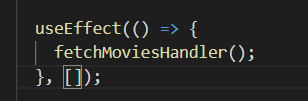 useEffect(() => {
  fetchMoviesHandler();
}, []);